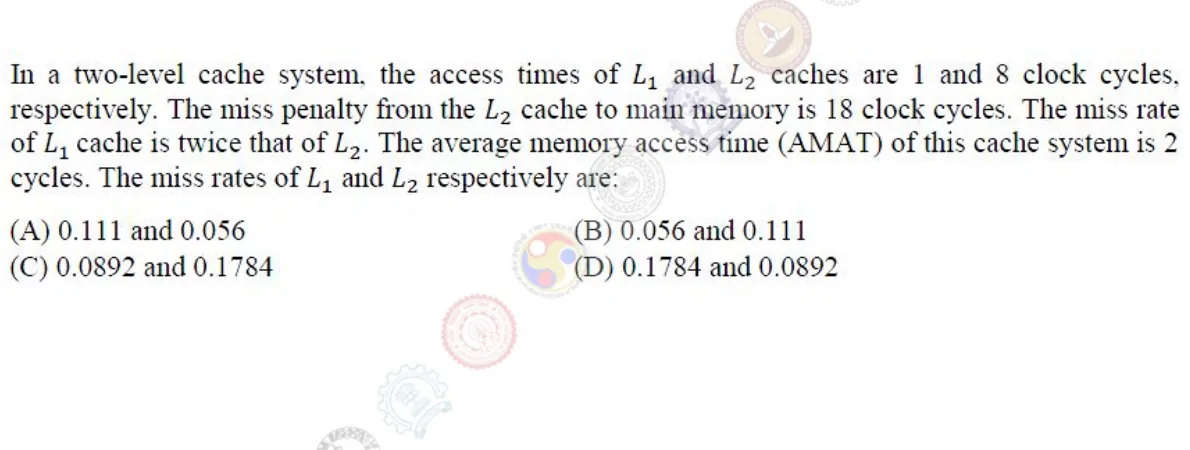 In a two-level cache system, the access times of L₁ and L₂ caches are 1 and 8 clock cycles,
respectively. The miss penalty from the L₂ cache to main memory is 18 clock cycles. The miss rate
of L₁ cache is twice that of L₂. The average memory access time (AMAT) of this cache system is 2
cycles. The miss rates of L₁ and L₂ respectively are:
(A) 0.111 and 0.056 (B) 0.056 and 0.111
(C) 0.0892 and 0.1784 (D) 0.1784 and 0.0892